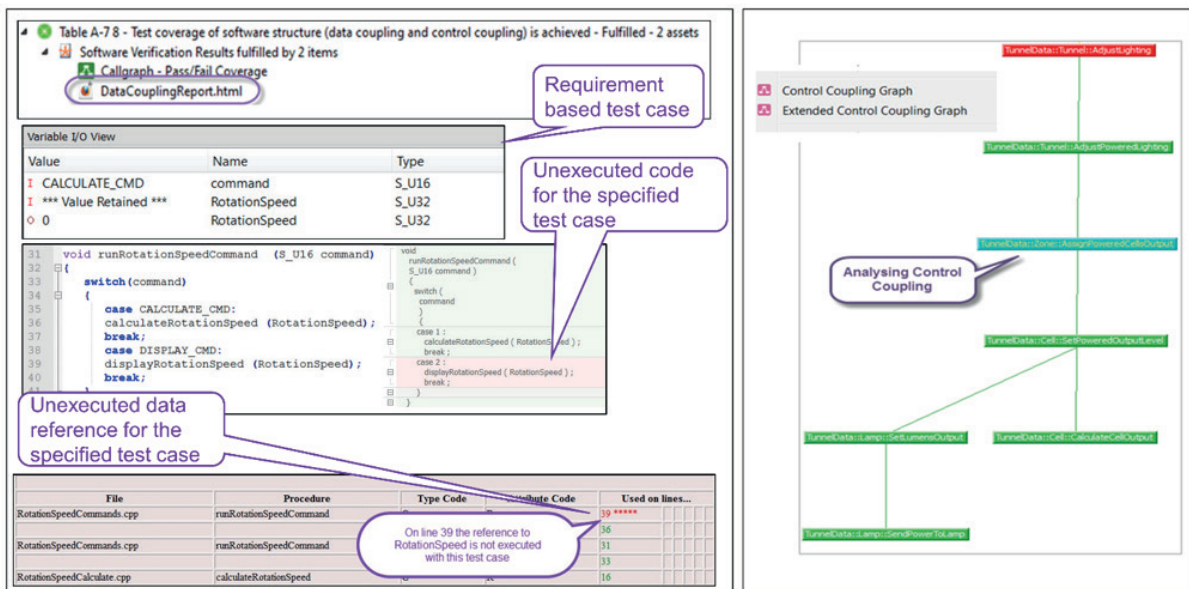 Table A-7 8 - Test coverage of software structure (data coupling and control coupling) is achieved - Fulfilled - 2 assets
Software Verification Results fulfilled by 2 items
Callgraph - Pass/Fail Coverage
DataCouplingReport.html
Requirement
based test case
Variable I/O View
Value Name Type
I CALCULATE_CMD command S_U16
I *** Value Retained *** RotationSpeed S_U32
O 0 RotationSpeed S_U32
Unexecuted code
for the specified
test case
31 void runRotationSpeedCommand (S_U16 command)
32 {
33 switch(command)
34 {
35 case CALCULATE_CMD:
36 calculateRotationSpeed (RotationSpeed);
37 break;
38 case DISPLAY_CMD:
39 displayRotationSpeed (RotationSpeed);
40 break;
void
runRotationSpeedCommand (
S_U16 command )
{
switch (
command
)
{
case 1 :
calculateRotationSpeed ( RotationSpeed ) ;
break ;
case 2 :
displayRotationSpeed ( RotationSpeed ) ;
break ;
}
}
Unexecuted data
reference for the
specified test case
File Procedure Type Code Attribute Code Used on lines...
RotationSpeedCommands.cpp runRotationSpeedCommand 39 *****
36
RotationSpeedCommands.cpp runRotationSpeedCommand 31
33
RotationSpeedCalculate.cpp calculateRotationSpeed 16
On line 39 the reference to
RotationSpeed is not executed
with this test case
Control Coupling Graph
Extended Control Coupling Graph
TunnelData::Tunnel::AdjustLighting
TunnelData::Tunnel::AdjustPoweredLighting
TunnelData::Zone::AssignPoweredCellsOutput
Analysing Control
Coupling
TunnelData::Cell::SetPoweredOutputLevel
TunnelData::Lamp::SetLumensOutput
TunnelData::Cell::CalculateCellOutput
TunnelData::Lamp::SendPowerToLamp